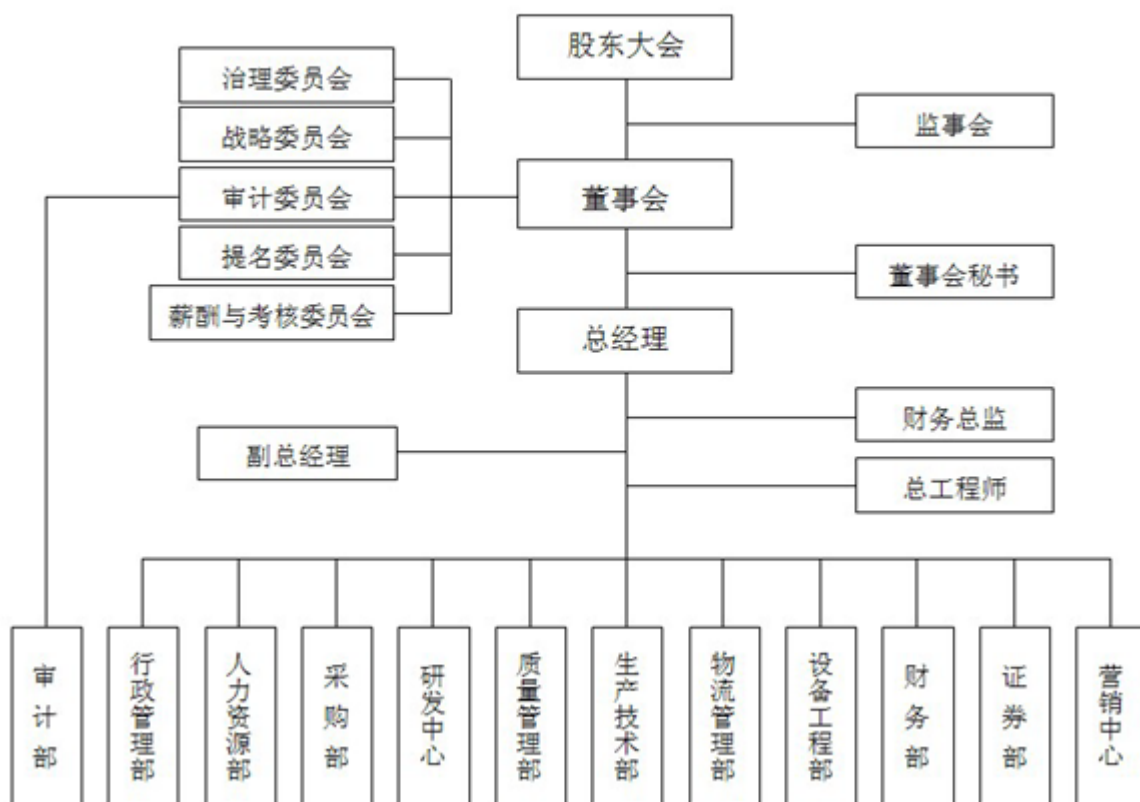 股东大会
治理委员会
监事会
战略委员会
董事会
审计委员会
提名委员会
董事会秘书
薪酬与考核委员会
总经理
财务总监
副总经理
总工程师
审计部
行政管理部
人力资源部
采购部
研发中心
质量管理部
生产技术部
物流管理部
设备工程部
财务部
证券部
营销中心